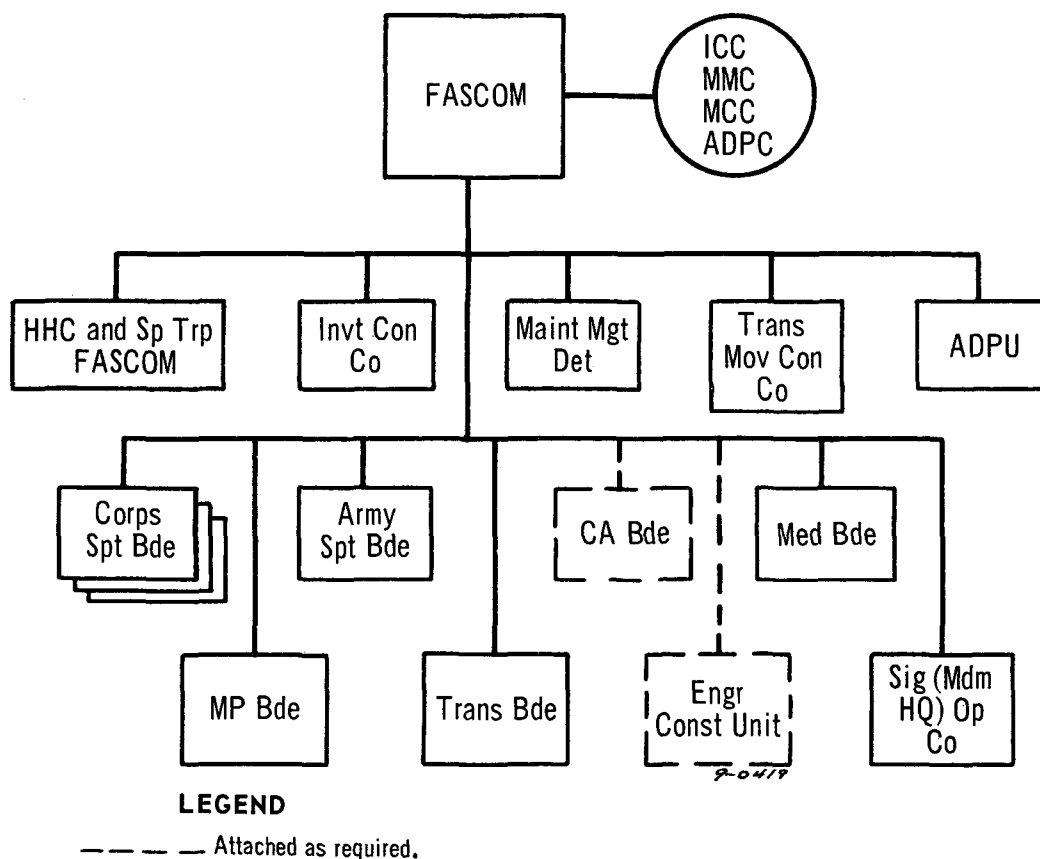 FASCOM
ICC
MMC
MCC
ADPC
HHC and Sp Trp
FASCOM
Invt Con
Co
Maint Mgt
Det
Trans
Mov Con
Co
ADPU
Corps
Spt Bde
Army
Spt Bde
CA Bde
Med Bde
MP Bde
Trans Bde
Engr
Const Unit
9-0419
Sig (Mdm
HQ) Op
Co
LEGEND
Attached as required.